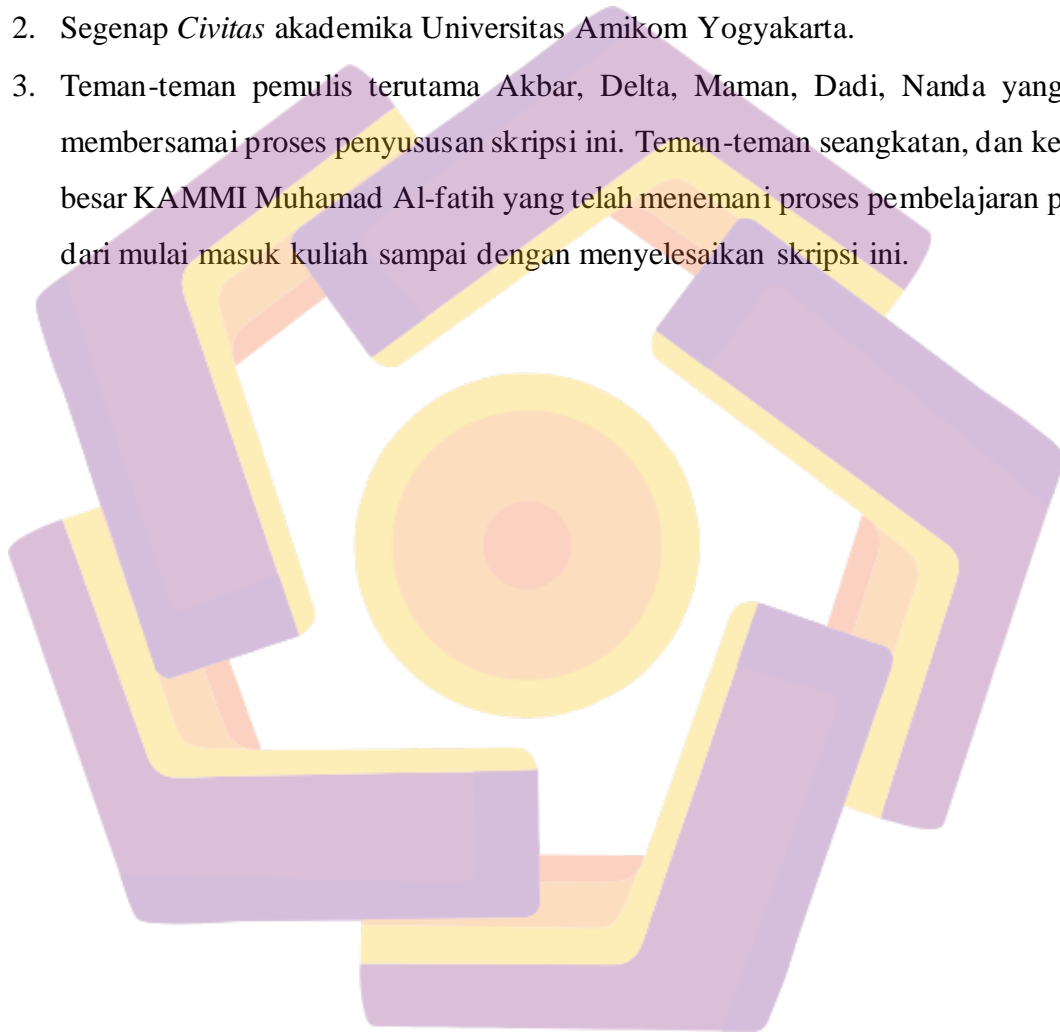 2. Segenap Civitas akademika Universitas Amikom Yogyakarta.
3. Teman-teman pemulis terutama Akbar, Delta, Maman, Dadi, Nanda yang
membersamai proses penyususan skripsi ini. Teman-teman seangkatan, dan ke
besar KAMMI Muhamad Al-fatih yang telah menemani proses pembelajaran p
dari mulai masuk kuliah sampai dengan menyelesaikan skripsi ini.